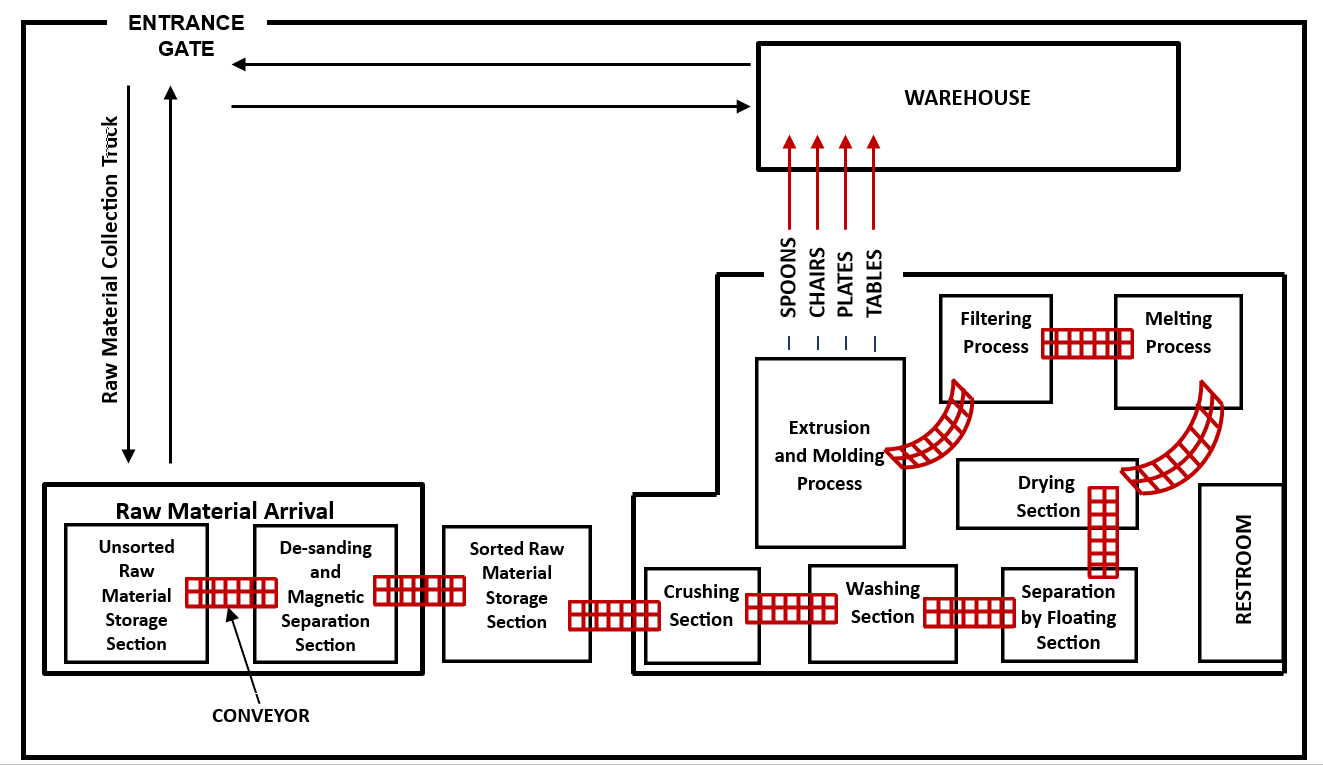 ENTRANCE
GATE
WAREHOUSE
Raw Material Collection Truck
SPOONS
CHAIRS
PLATES
TABLES
Filtering
Process
Melting
Process
Extrusion
and Molding
Process
Drying
Section
Raw Material Arrival
Unsorted
Raw
Material
Storage
Section
De-sanding
and
Magnetic
Separation
Section
Sorted Raw
Material
Storage
Section
Crushing
Section
Washing
Section
Separation
by Floating
Section
RESTROOM
CONVEYOR